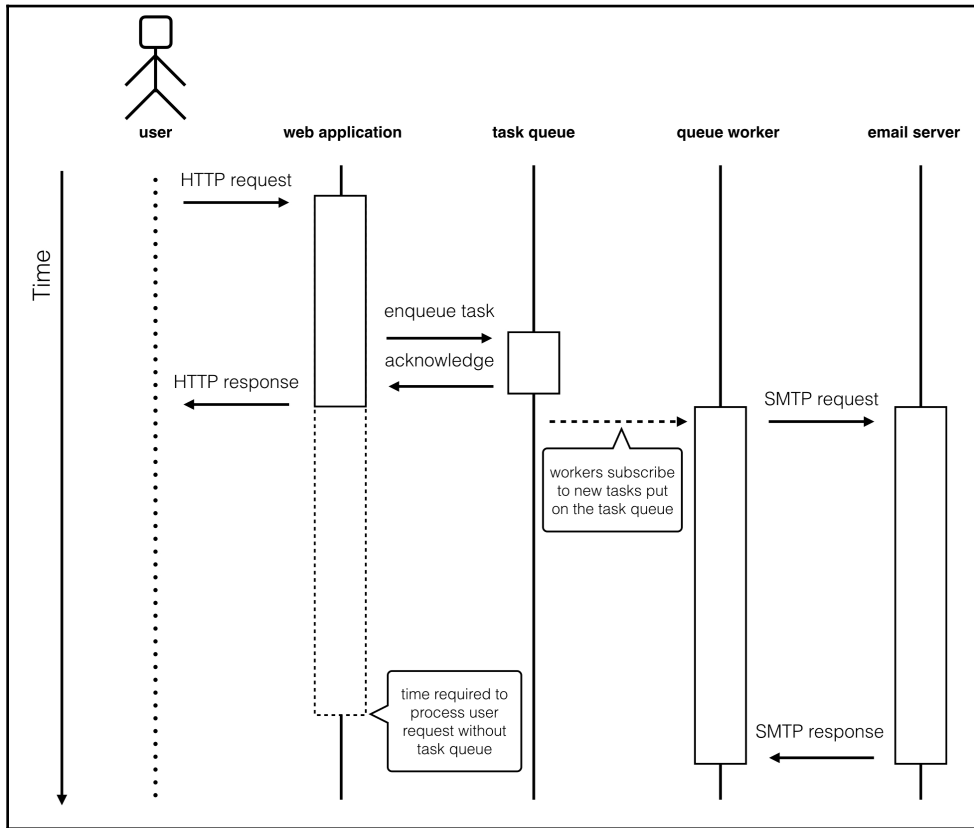 user
web application
task queue
queue worker
email server
Time
HTTP request
enqueue task
acknowledge
HTTP response
SMTP request
workers subscribe
to new tasks put
on the task queue
time required to
process user
request without
task queue
SMTP response